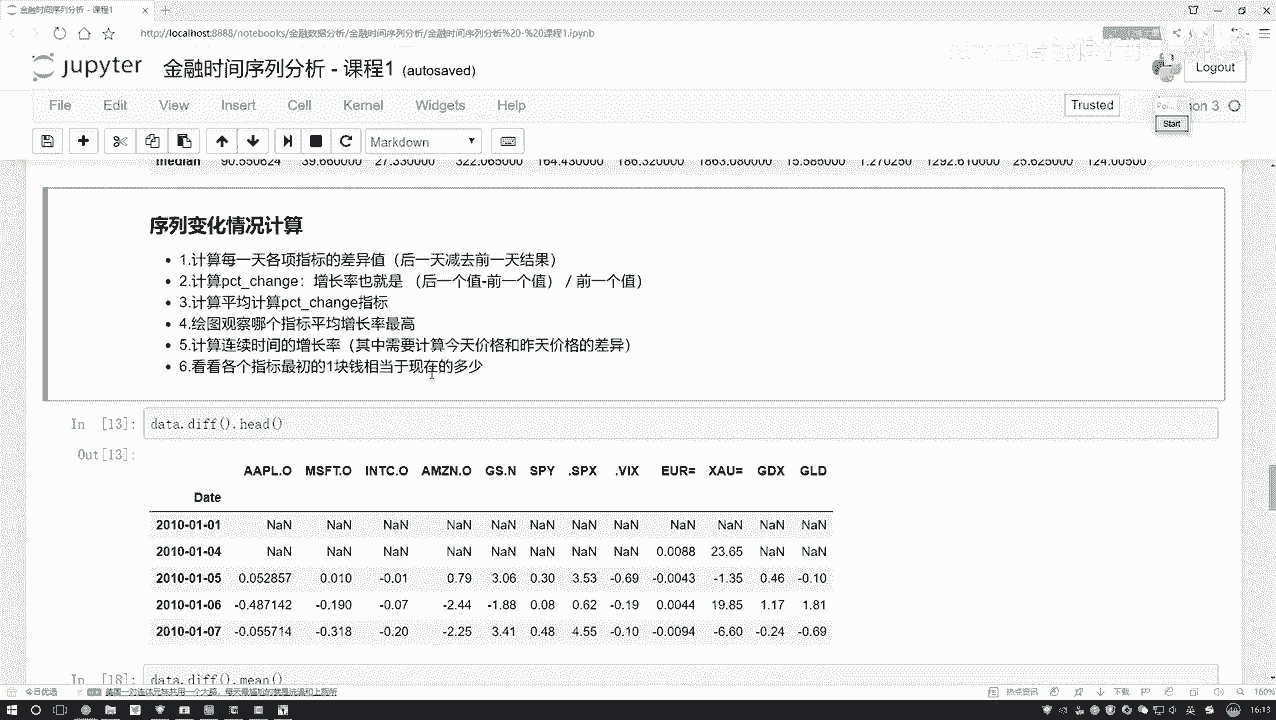 金融时间序列分析 - 课程1
http://localhost:8888/notebooks/金融数据分析/金融时间序列分析/金融时间序列分析%20-%20课程1.ipynb
jupyter 金融时间序列分析 - 课程1 (autosaved)
Logout
File Edit View Insert Cell Kernel Widgets Help
Trusted
Start
Markdown
median 90.550624 39.660000 27.330000 322.065000 164.430000 186.320000 1863.080000 15.585000 1.270250 1292.610000 25.625000 124.00500
序列变化情况计算
1.计算每一天各项指标的差异值（后一天减去前一天结果）
2.计算pct_change：增长率也就是 （后一个值-前一个值） / 前一个值）
3.计算平均计算pct_change指标
4.绘图观察哪个指标平均增长率最高
5.计算连续时间的增长率（其中需要计算今天价格和昨天价格的差异）
6.看看各个指标最初的1块钱相当于现在的多少
In [13]: data.diff().head()
Out[13]:
AAPL.O MSFT.O INTC.O AMZN.O GS.N SPY .SPX .VIX EUR= XAU= GDX GLD
Date
2010-01-01 NaN NaN NaN NaN NaN NaN NaN NaN NaN NaN NaN NaN
2010-01-04 NaN NaN NaN NaN NaN NaN NaN NaN 0.0088 23.65 NaN NaN
2010-01-05 0.052857 0.010 -0.01 0.79 3.06 0.30 3.53 -0.69 -0.0043 -1.35 0.46 -0.10
2010-01-06 -0.487142 -0.190 -0.07 -2.44 -1.88 0.08 0.62 -0.19 0.0044 19.85 1.17 1.81
2010-01-07 -0.055714 -0.318 -0.20 -2.25 3.41 0.48 4.55 -0.10 -0.0094 -6.60 -0.24 -0.69
In [18]: data.diff().mean()
今日优选
热点资讯
下载
160%
16:13